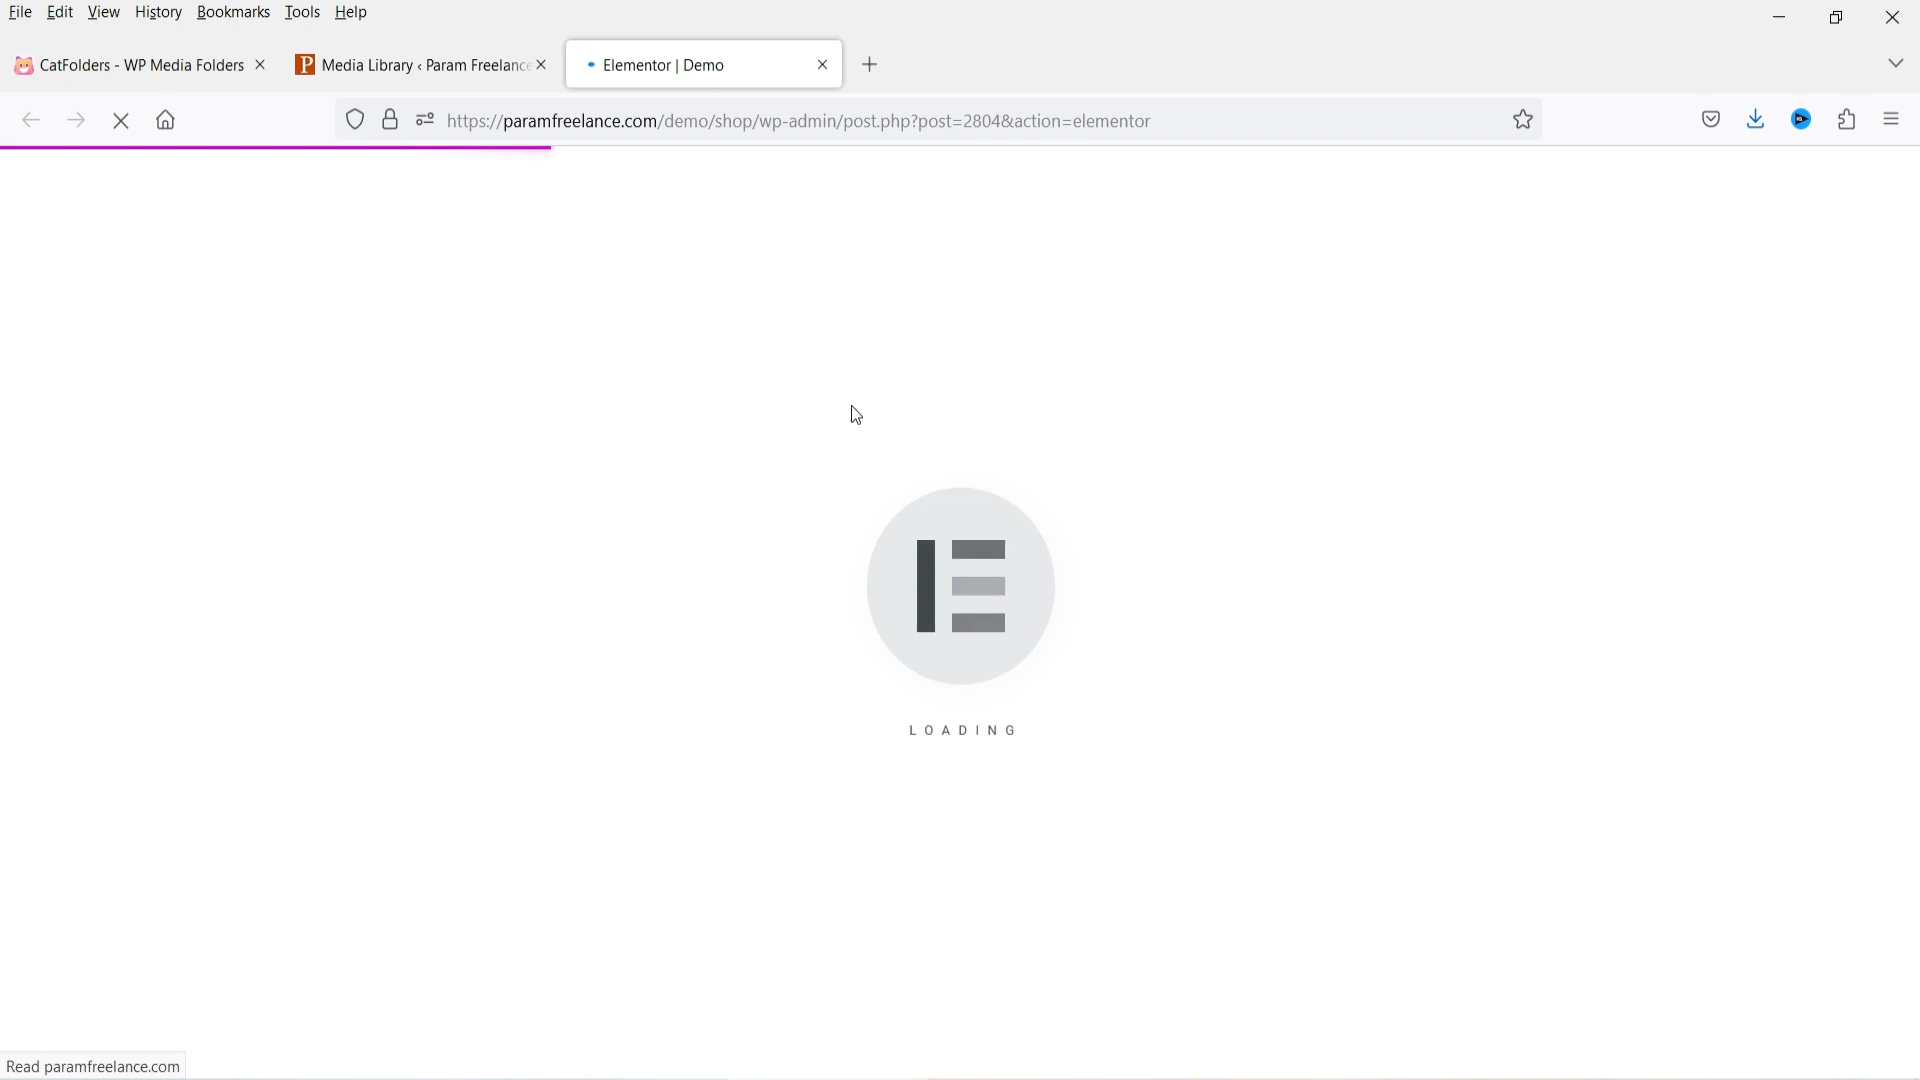 File Edit View History Bookmarks Tools Help
CatFolders - WP Media Folders
Media Library ‹ Param Freelance
Elementor | Demo
https://paramfreelance.com/demo/shop/wp-admin/post.php?post=2804&action=elementor
LOADING
Read paramfreelance.com